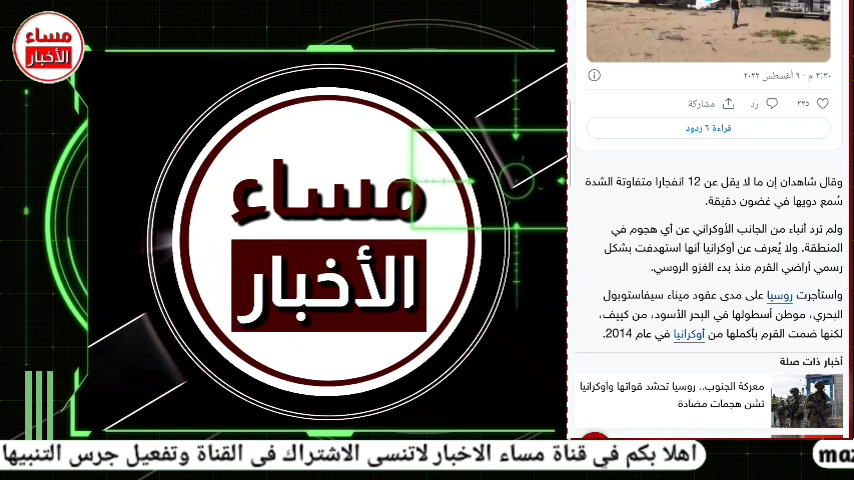 مساء
الأخبار
مساء
الأخبار
٣:٣٠ م · ٩ أغسطس ٢٠٢٢
٢٣٥ رد مشاركة
قراءة ٦ ردود
وقال شاهدان إن ما لا يقل عن 12 انفجارا متفاوتة الشدة
سُمع دويها في غضون دقيقة.
ولم ترد أنباء من الجانب الأوكراني عن أي هجوم في
المنطقة. ولا يُعرف عن أوكرانيا أنها استهدفت بشكل
رسمي أراضي القرم منذ بدء الغزو الروسي.
واستأجرت روسيا على مدى عقود ميناء سيفاستوبول
البحري، موطن أسطولها في البحر الأسود، من كييف،
لكنها ضمت القرم بأكملها من أوكرانيا في عام 2014.
أخبار ذات صلة
معركة الجنوب.. روسيا تحشد قواتها وأوكرانيا
تشن هجمات مضادة
اهلا بكم في قناة مساء الاخبار لاتنسى الاشتراك فى القناة وتفعيل جرس التنبيها